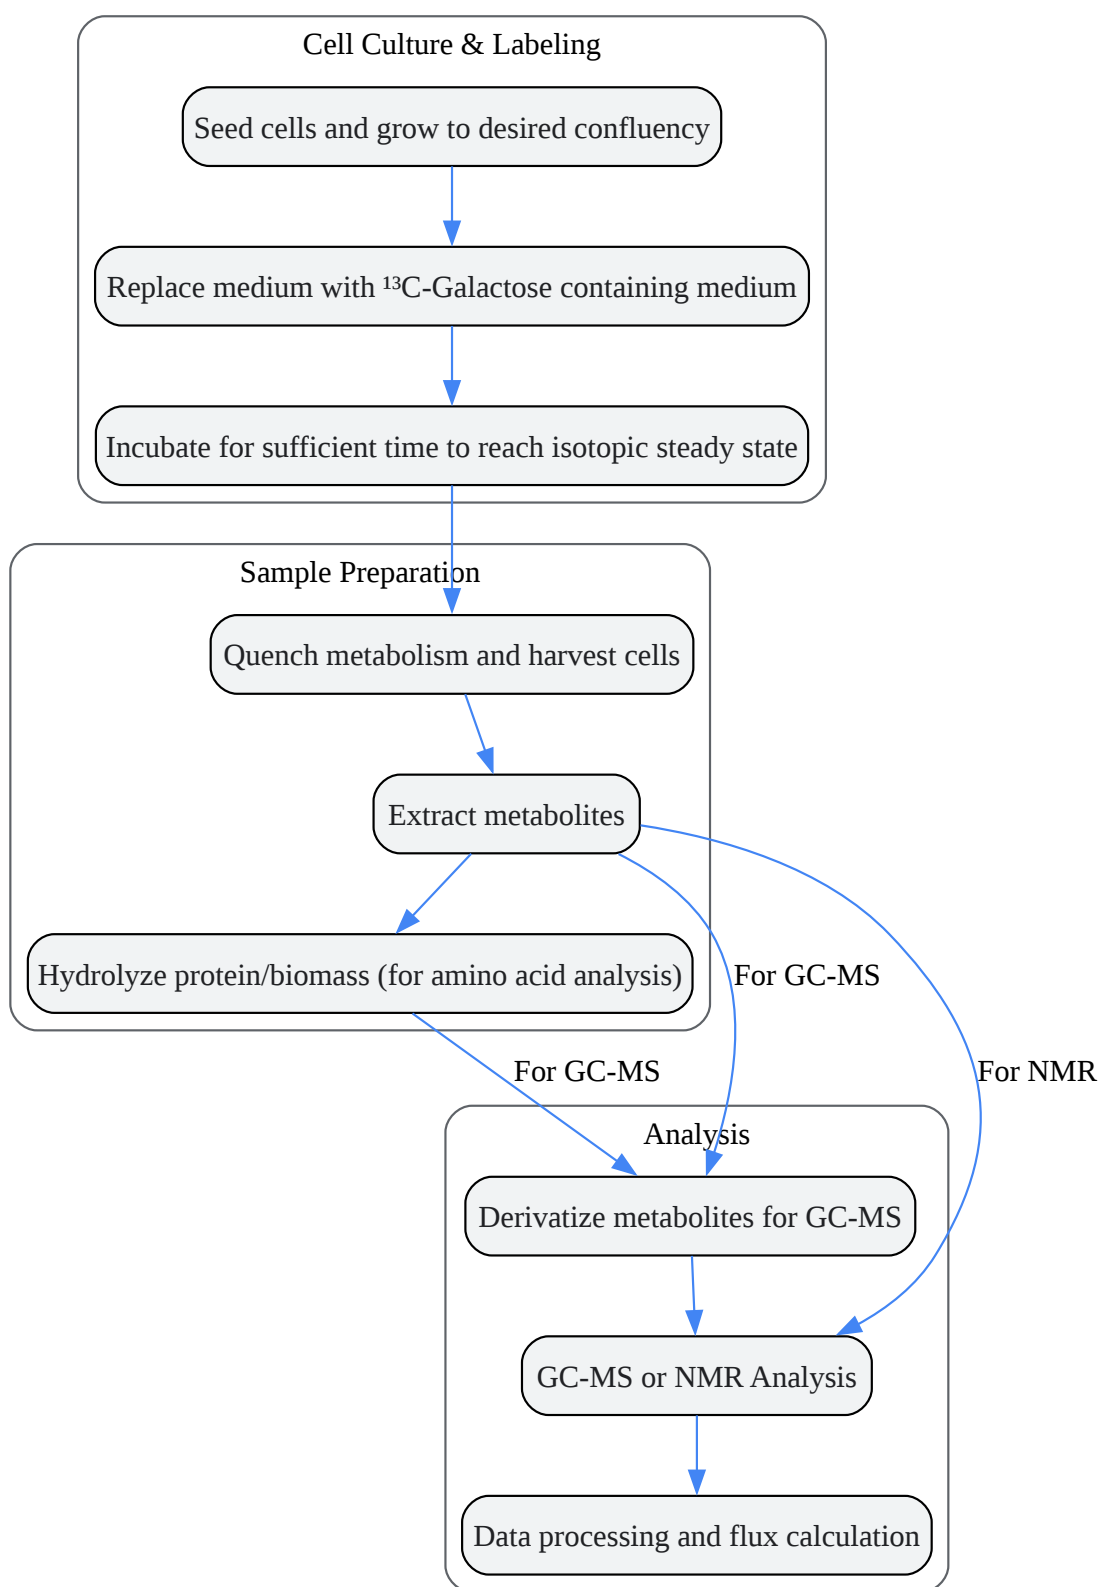 Cell Culture & Labeling
Seed cells and grow to desired confluency
Replace medium with ¹³C-Galactose containing medium
Incubate for sufficient time to reach isotopic steady state
Sample Preparation
Quench metabolism and harvest cells
Extract metabolites
Hydrolyze protein/biomass (for amino acid analysis)
For GC-MS
For GC-MS
For NMR
Analysis
Derivatize metabolites for GC-MS
GC-MS or NMR Analysis
Data processing and flux calculation